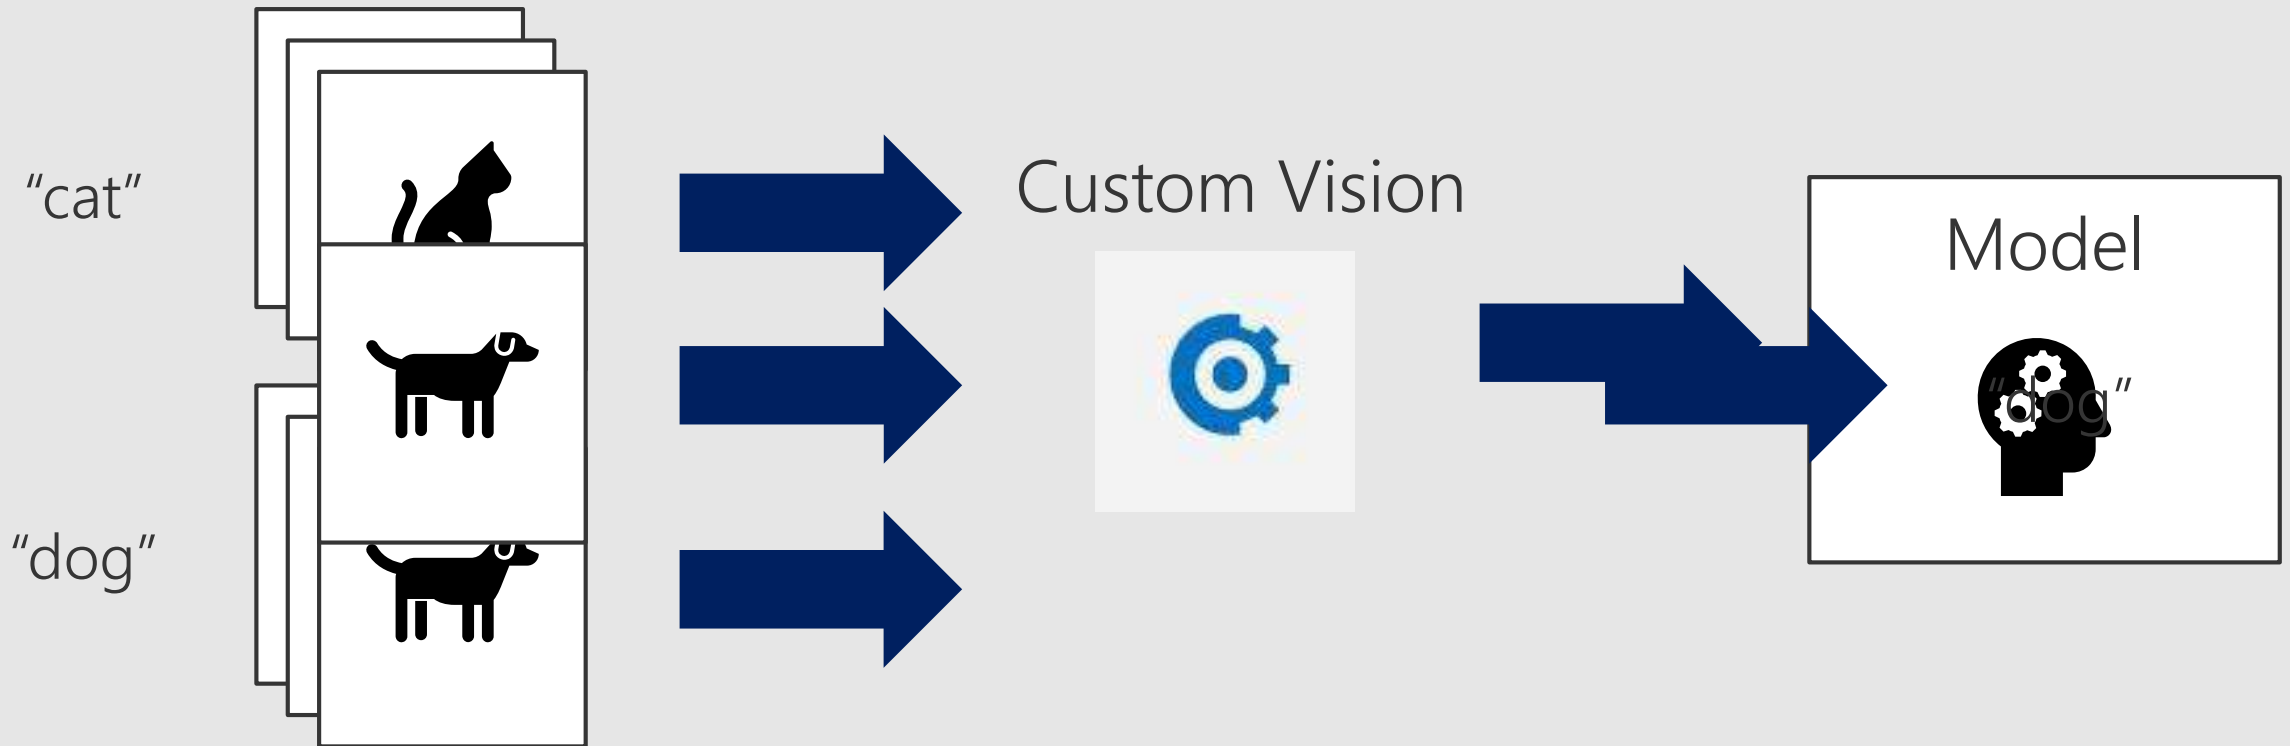 “cat”
Custom Vision
Model
“dog”
“dog”